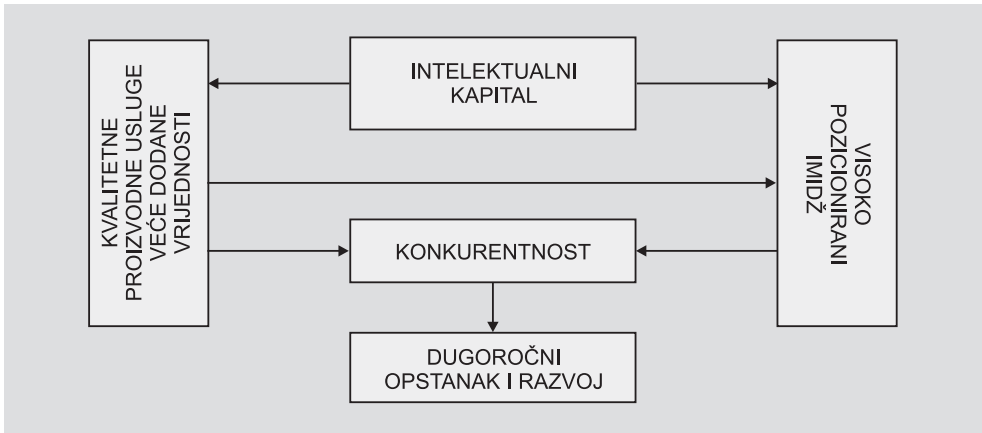 KVALITETNE
PROIZVODNE USLUGE
VEĆE DODANE
VRIJEDNOSTI
INTELEKTUALNI
KAPITAL
KONKURENTNOST
DUGOROČNI
OPSTANAK I RAZVOJ
VISOKO
POZICIONIRANI
IMIDŽ